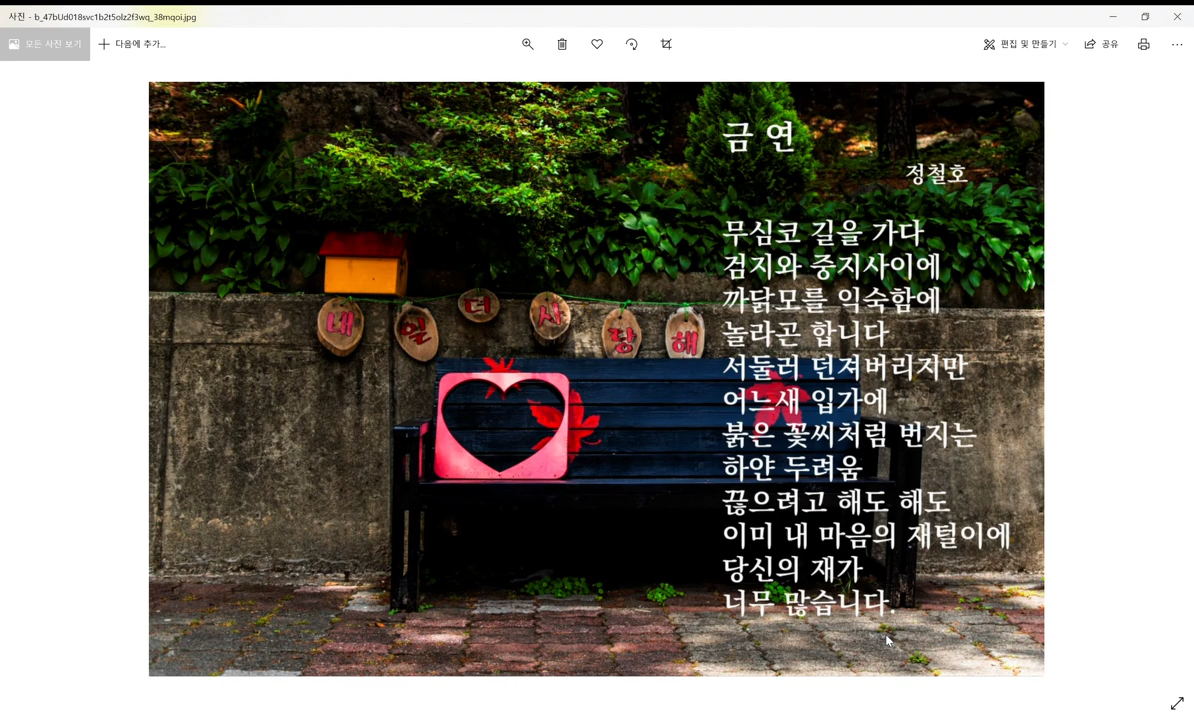 사진 - b_47bUd018svc1b2t5olz2f3wq_38mqoi.jpg
모든 사진 보기
다음에 추가...
편집 및 만들기
공유
금 연
정철호
무심코 길을 가다
검지와 중지사이에
까닭모를 익숙함에
놀라곤 합니다
서둘러 던져버리지만
어느새 입가에
붉은 꽃씨처럼 번지는
하얀 두려움
끊으려고 해도 해도
이미 내 마음의 재털이에
당신의 재가
너무 많습니다.
내일 더 사랑해